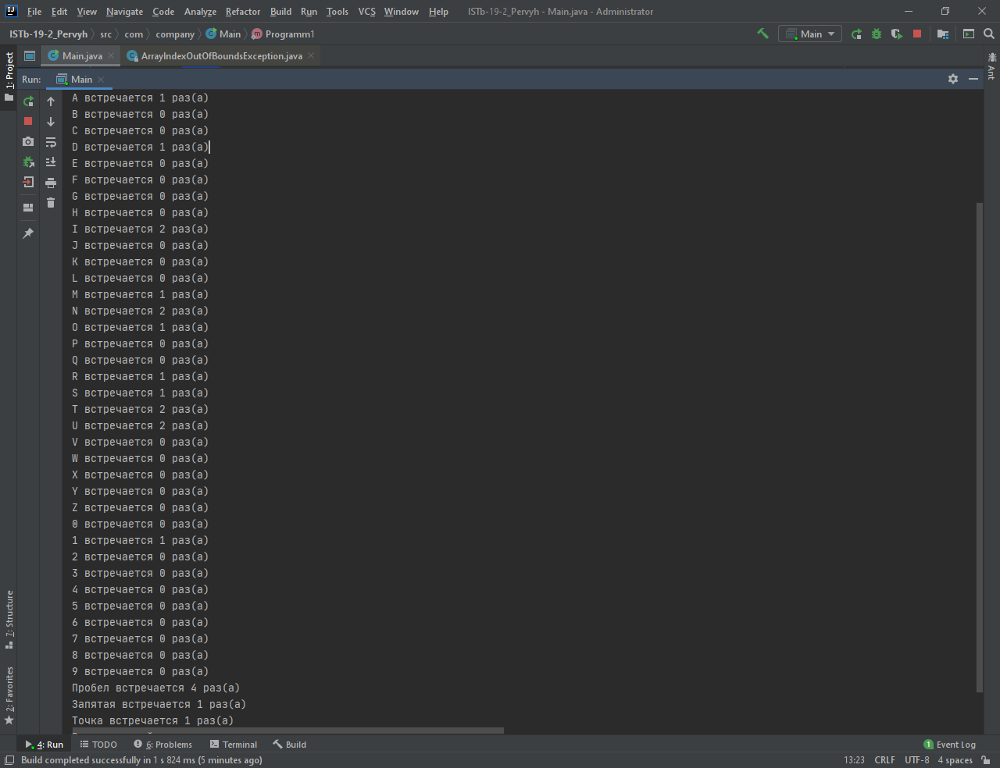 File Edit View Navigate Code Analyze Refactor Build Run Tools VCS Window Help ISTb-19-2_Pervyh - Main.java - Administrator
ISTb-19-2_Pervyh src com company Main Programm1 Main
1: Project
Main.java ArrayIndexOutOfBoundsException.java
Ant
Run: Main
A встречается 1 раз(а)
B встречается 0 раз(а)
C встречается 0 раз(а)
D встречается 1 раз(а)
E встречается 0 раз(а)
F встречается 0 раз(а)
G встречается 0 раз(а)
H встречается 0 раз(а)
I встречается 2 раз(а)
J встречается 0 раз(а)
K встречается 0 раз(а)
L встречается 0 раз(а)
M встречается 1 раз(а)
N встречается 2 раз(а)
O встречается 1 раз(а)
P встречается 0 раз(а)
Q встречается 0 раз(а)
R встречается 1 раз(а)
S встречается 1 раз(а)
T встречается 2 раз(а)
U встречается 2 раз(а)
V встречается 0 раз(а)
W встречается 0 раз(а)
X встречается 0 раз(а)
Y встречается 0 раз(а)
Z встречается 0 раз(а)
0 встречается 0 раз(а)
1 встречается 1 раз(а)
2 встречается 0 раз(а)
3 встречается 0 раз(а)
4 встречается 0 раз(а)
5 встречается 0 раз(а)
6 встречается 0 раз(а)
7 встречается 0 раз(а)
8 встречается 0 раз(а)
9 встречается 0 раз(а)
Пробел встречается 4 раз(а)
Запятая встречается 1 раз(а)
Точка встречается 1 раз(а)
7: Structure
2: Favorites
4: Run TODO 6: Problems Terminal Build 1 Event Log
Build completed successfully in 1 s 824 ms (5 minutes ago) 13:23 CRLF UTF-8 4 spaces